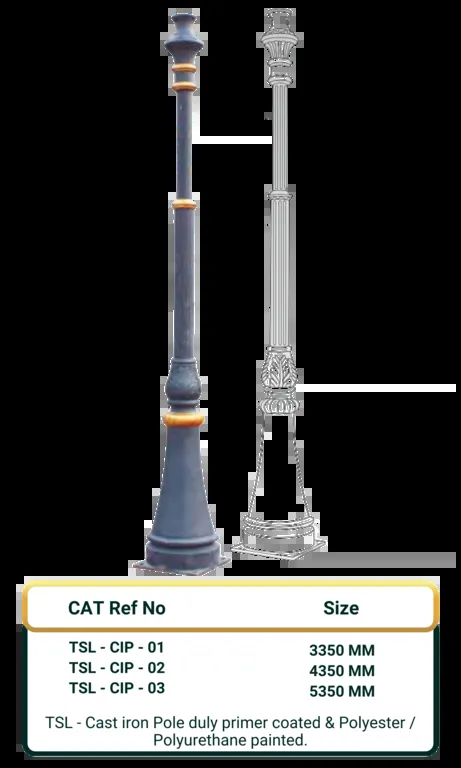 CAT Ref No Size
TSL - CIP - 01 3350 MM
TSL - CIP - 02 4350 MM
TSL - CIP - 03 5350 MM
TSL - Cast iron Pole duly primer coated & Polyester /
Polyurethane painted.